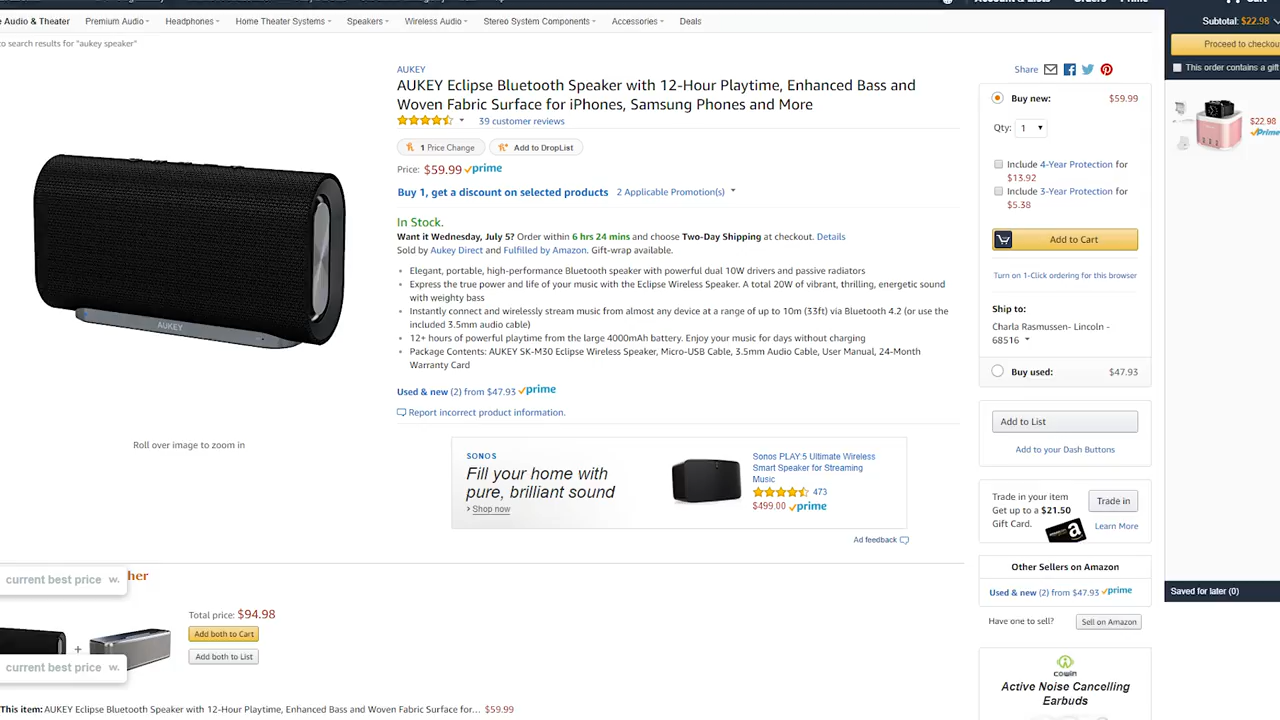 Account & Lists Orders Prime Cart
e Audio & Theater Premium Audio Headphones Home Theater Systems Speakers Wireless Audio Stereo System Components Accessories Deals
Subtotal: $22.98
to search results for "aukey speaker"
Proceed to checkou
This order contains a gift
AUKEY
Share
AUKEY Eclipse Bluetooth Speaker with 12-Hour Playtime, Enhanced Bass and
Woven Fabric Surface for iPhones, Samsung Phones and More
39 customer reviews
Buy new: $59.99
Qty: 1
$22.98
Prime
1 Price Change Add to DropList
Price: $59.99 prime
Include 4-Year Protection for
$13.92
Include 3-Year Protection for
$5.38
Buy 1, get a discount on selected products 2 Applicable Promotion(s)
In Stock.
Want it Wednesday, July 5? Order within 6 hrs 24 mins and choose Two-Day Shipping at checkout. Details
Sold by Aukey Direct and Fulfilled by Amazon. Gift-wrap available.
Add to Cart
Elegant, portable, high-performance Bluetooth speaker with powerful dual 10W drivers and passive radiators
Express the true power and life of your music with the Eclipse Wireless Speaker. A total 20W of vibrant, thrilling, energetic sound
with weighty bass
Instantly connect and wirelessly stream music from almost any device at a range of up to 10m (33ft) via Bluetooth 4.2 (or use the
included 3.5mm audio cable)
12+ hours of powerful playtime from the large 4000mAh battery. Enjoy your music for days without charging
Package Contents: AUKEY SK-M30 Eclipse Wireless Speaker, Micro-USB Cable, 3.5mm Audio Cable, User Manual, 24-Month
Warranty Card
Turn on 1-Click ordering for this browser
Ship to:
Charla Rasmussen- Lincoln -
68516
AUKEY
Used & new (2) from $47.93 prime
Report incorrect product information.
Buy used: $47.93
Roll over image to zoom in
Add to List
Add to your Dash Buttons
SONOS
Fill your home with
pure, brilliant sound
Shop now
Sonos PLAY:5 Ultimate Wireless
Smart Speaker for Streaming
Music
473
$499.00 prime
Ad feedback
Trade in your item
Get up to a $21.50
Gift Card.
Trade in
Learn More
a
Other Sellers on Amazon
Used & new (2) from $47.93 prime
Have one to sell? Sell on Amazon
Saved for later (0)
her
current best price w.
Total price: $94.98
Add both to Cart
+
Add both to List
current best price w.
This item: AUKEY Eclipse Bluetooth Speaker with 12-Hour Playtime, Enhanced Bass and Woven Fabric Surface for... $59.99
cowin
Active Noise Cancelling
Earbuds